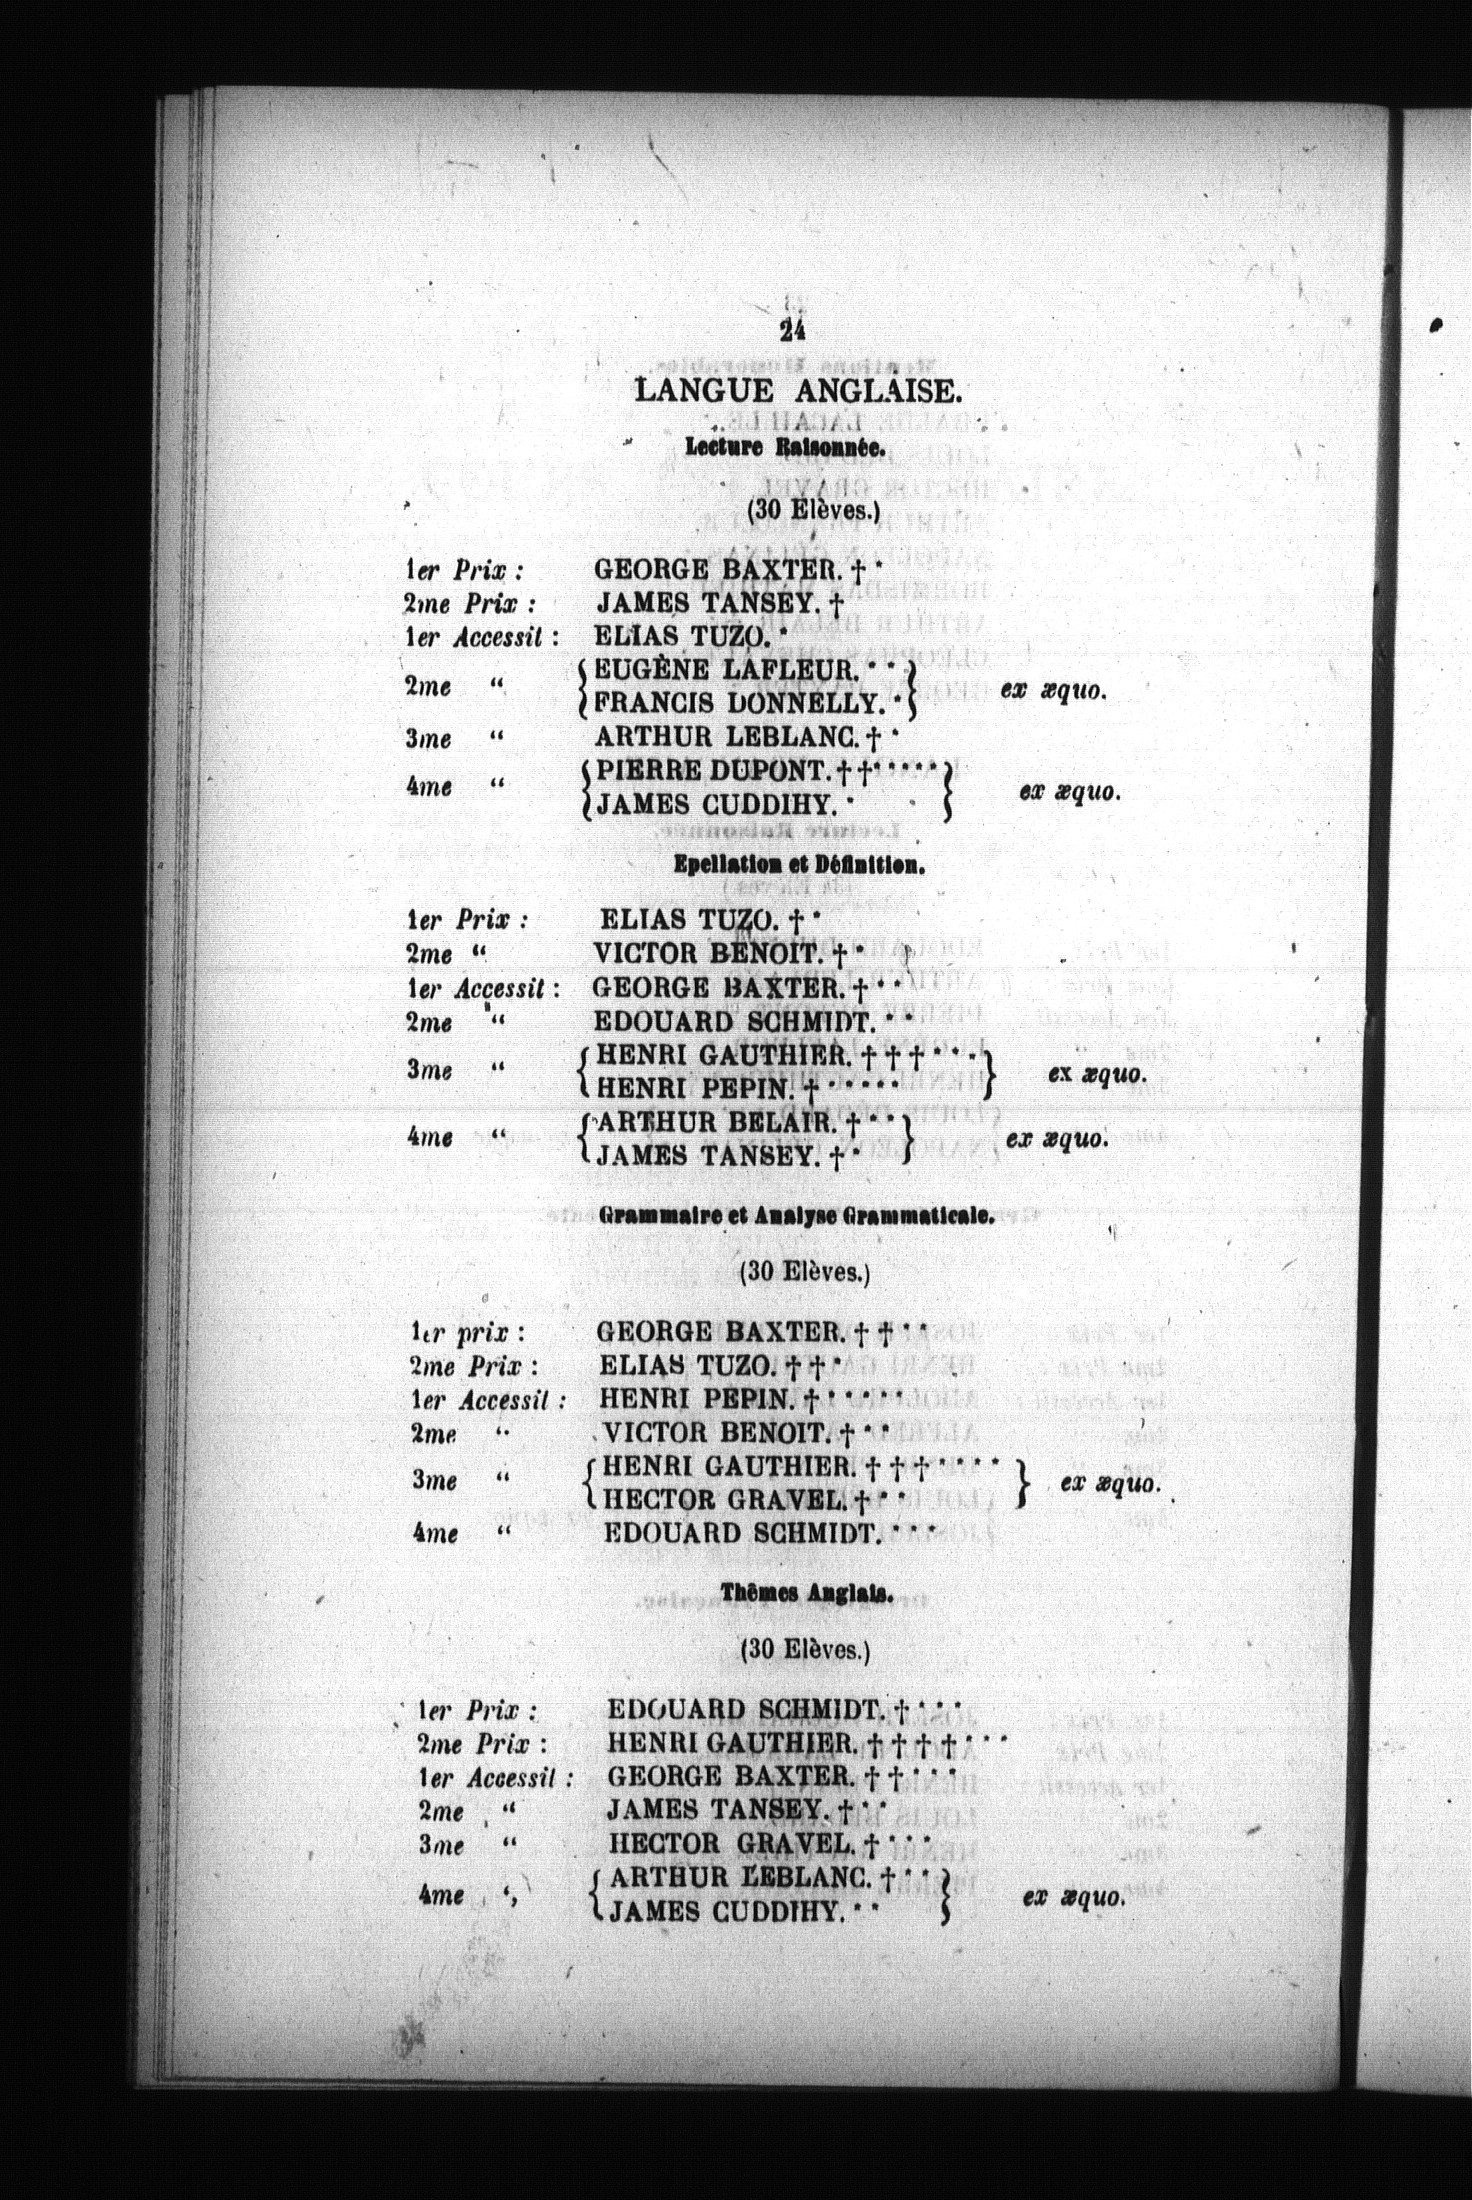 24
LANGUE ANGLAISE.
Lecture Raisonnée.
(30 Elèves.)
1er Prix : GEORGE BAXTER. † *
2me Prix : JAMES TANSEY. †
1er Accessit : ELIAS TUZO. *
2me “ { EUGÈNE LAFLEUR. * * }
FRANCIS DONNELLY. * ex æquo.
3me “ ARTHUR LEBLANC. † *
4me “ { PIERRE DUPONT. † † * * * * * }
JAMES CUDDIHY. * ex æquo.
Epellation et Définition.
1er Prix : ELIAS TUZO. † *
2me “ VICTOR BENOIT. † *
1er Accessit : GEORGE BAXTER. † * *
2me “ EDOUARD SCHMIDT. * *
3me “ { HENRI GAUTHIER. † † † * * * }
HENRI PEPIN. † * * * * * ex æquo.
4me “ { ARTHUR BELAIR. † * * }
JAMES TANSEY. † * ex æquo.
Grammaire et Analyse Grammaticale.
(30 Elèves.)
1er prix : GEORGE BAXTER. † † * *
2me Prix : ELIAS TUZO. † † *
1er Accessit : HENRI PEPIN. † * * * * *
2me “ VICTOR BENOIT. † * *
3me “ { HENRI GAUTHIER. † † † * * * * }
HECTOR GRAVEL. † * * ex æquo.
4me “ EDOUARD SCHMIDT. * * *
Thêmes Anglais.
(30 Elèves.)
1er Prix : EDOUARD SCHMIDT. † * * *
2me Prix : HENRI GAUTHIER. † † † † * * *
1er Accessit : GEORGE BAXTER. † † * * *
2me “ JAMES TANSEY. † * *
3me “ HECTOR GRAVEL. † * * *
4me ‘, { ARTHUR LEBLANC. † * * }
JAMES CUDDIHY. * * ex æquo.